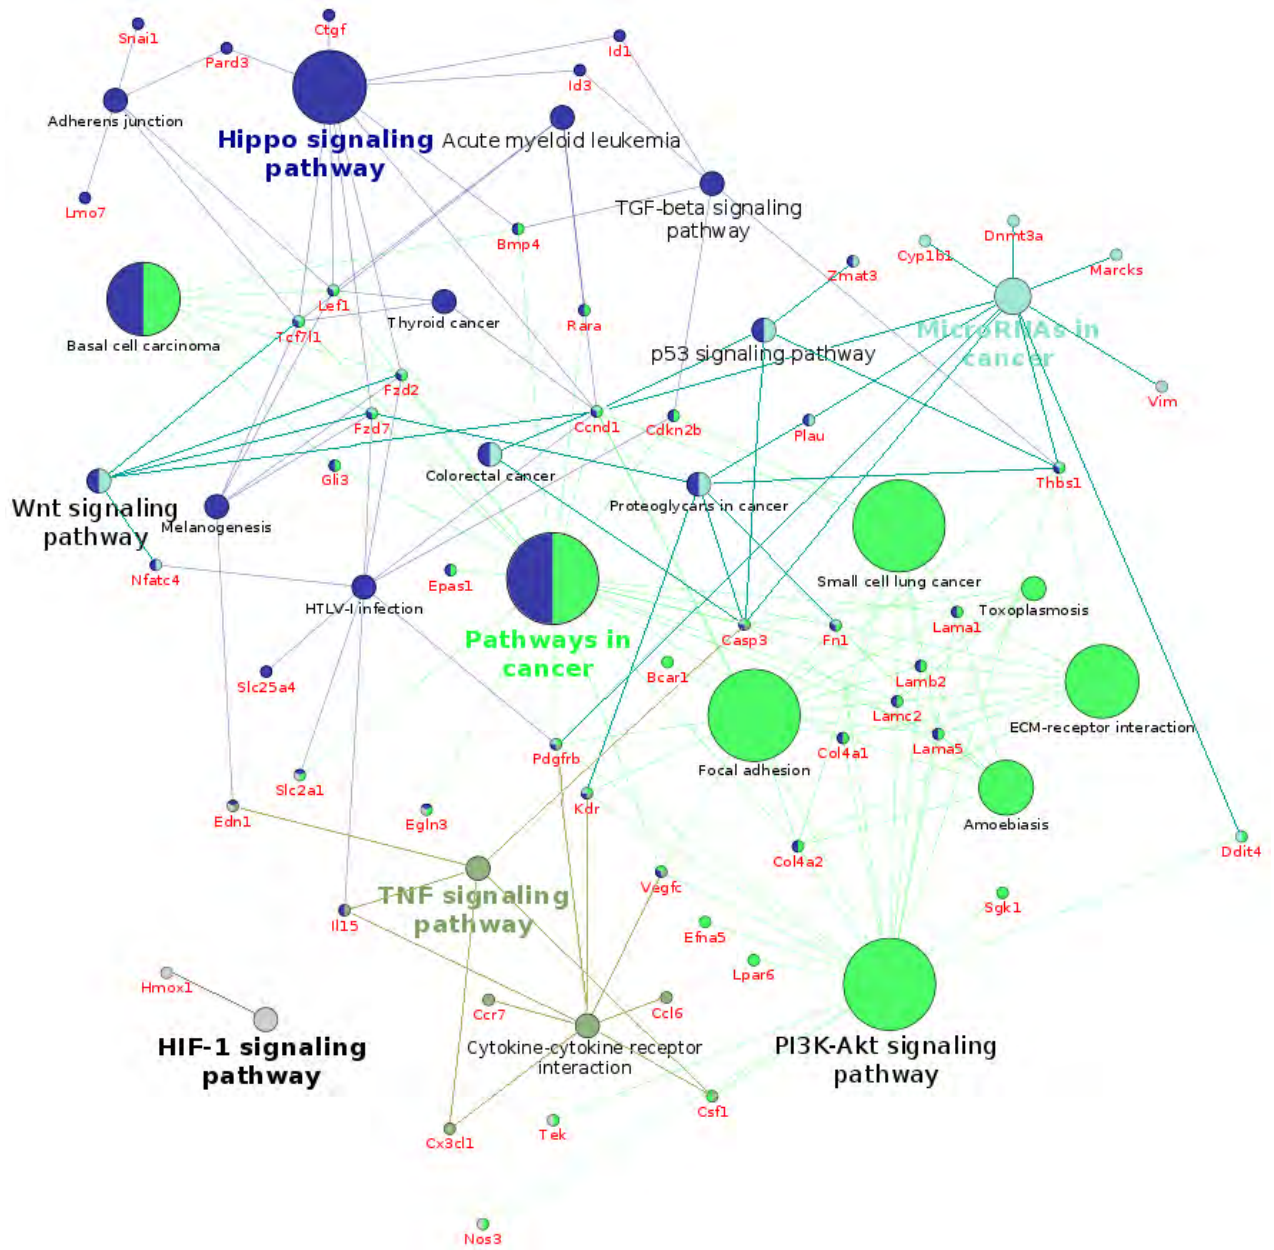 Snai1
Ctgf
Id1
Pard3
Id3
Adherens junction
Hippo signaling
pathway
Acute myeloid leukemia
Lmo7
TGF-beta signaling
pathway
Bmp4
Dnmt3a
Cyp1b1
Marcks
Zmat3
Lef1
Thyroid cancer
Rara
Tcf7l1
Basal cell carcinoma
MicroRNAs in
cancer
p53 signaling pathway
Fzd2
Vim
Fzd7
Ccnd1
Cdkn2b
Plau
Gli3
Colorectal cancer
Thbs1
Proteoglycans in cancer
Wnt signaling
pathway
Melanogenesis
Nfatc4
Epas1
HTLV-I infection
Small cell lung cancer
Toxoplasmosis
Lama1
Pathways in
cancer
Casp3
Fn1
Bcar1
Lamb2
Slc25a4
Lamc2
ECM-receptor interaction
Lama5
Col4a1
Pdgfrb
Focal adhesion
Slc2a1
Kdr
Edn1
Egln3
Amoebiasis
Col4a2
Ddit4
TNF signaling
pathway
Vegfc
Sgk1
Il15
Efna5
Lpar6
Hmox1
Ccr7
Ccl6
HIF-1 signaling
pathway
Cytokine-cytokine receptor
interaction
PI3K-Akt signaling
pathway
Csf1
Tek
Cx3cl1
Nos3